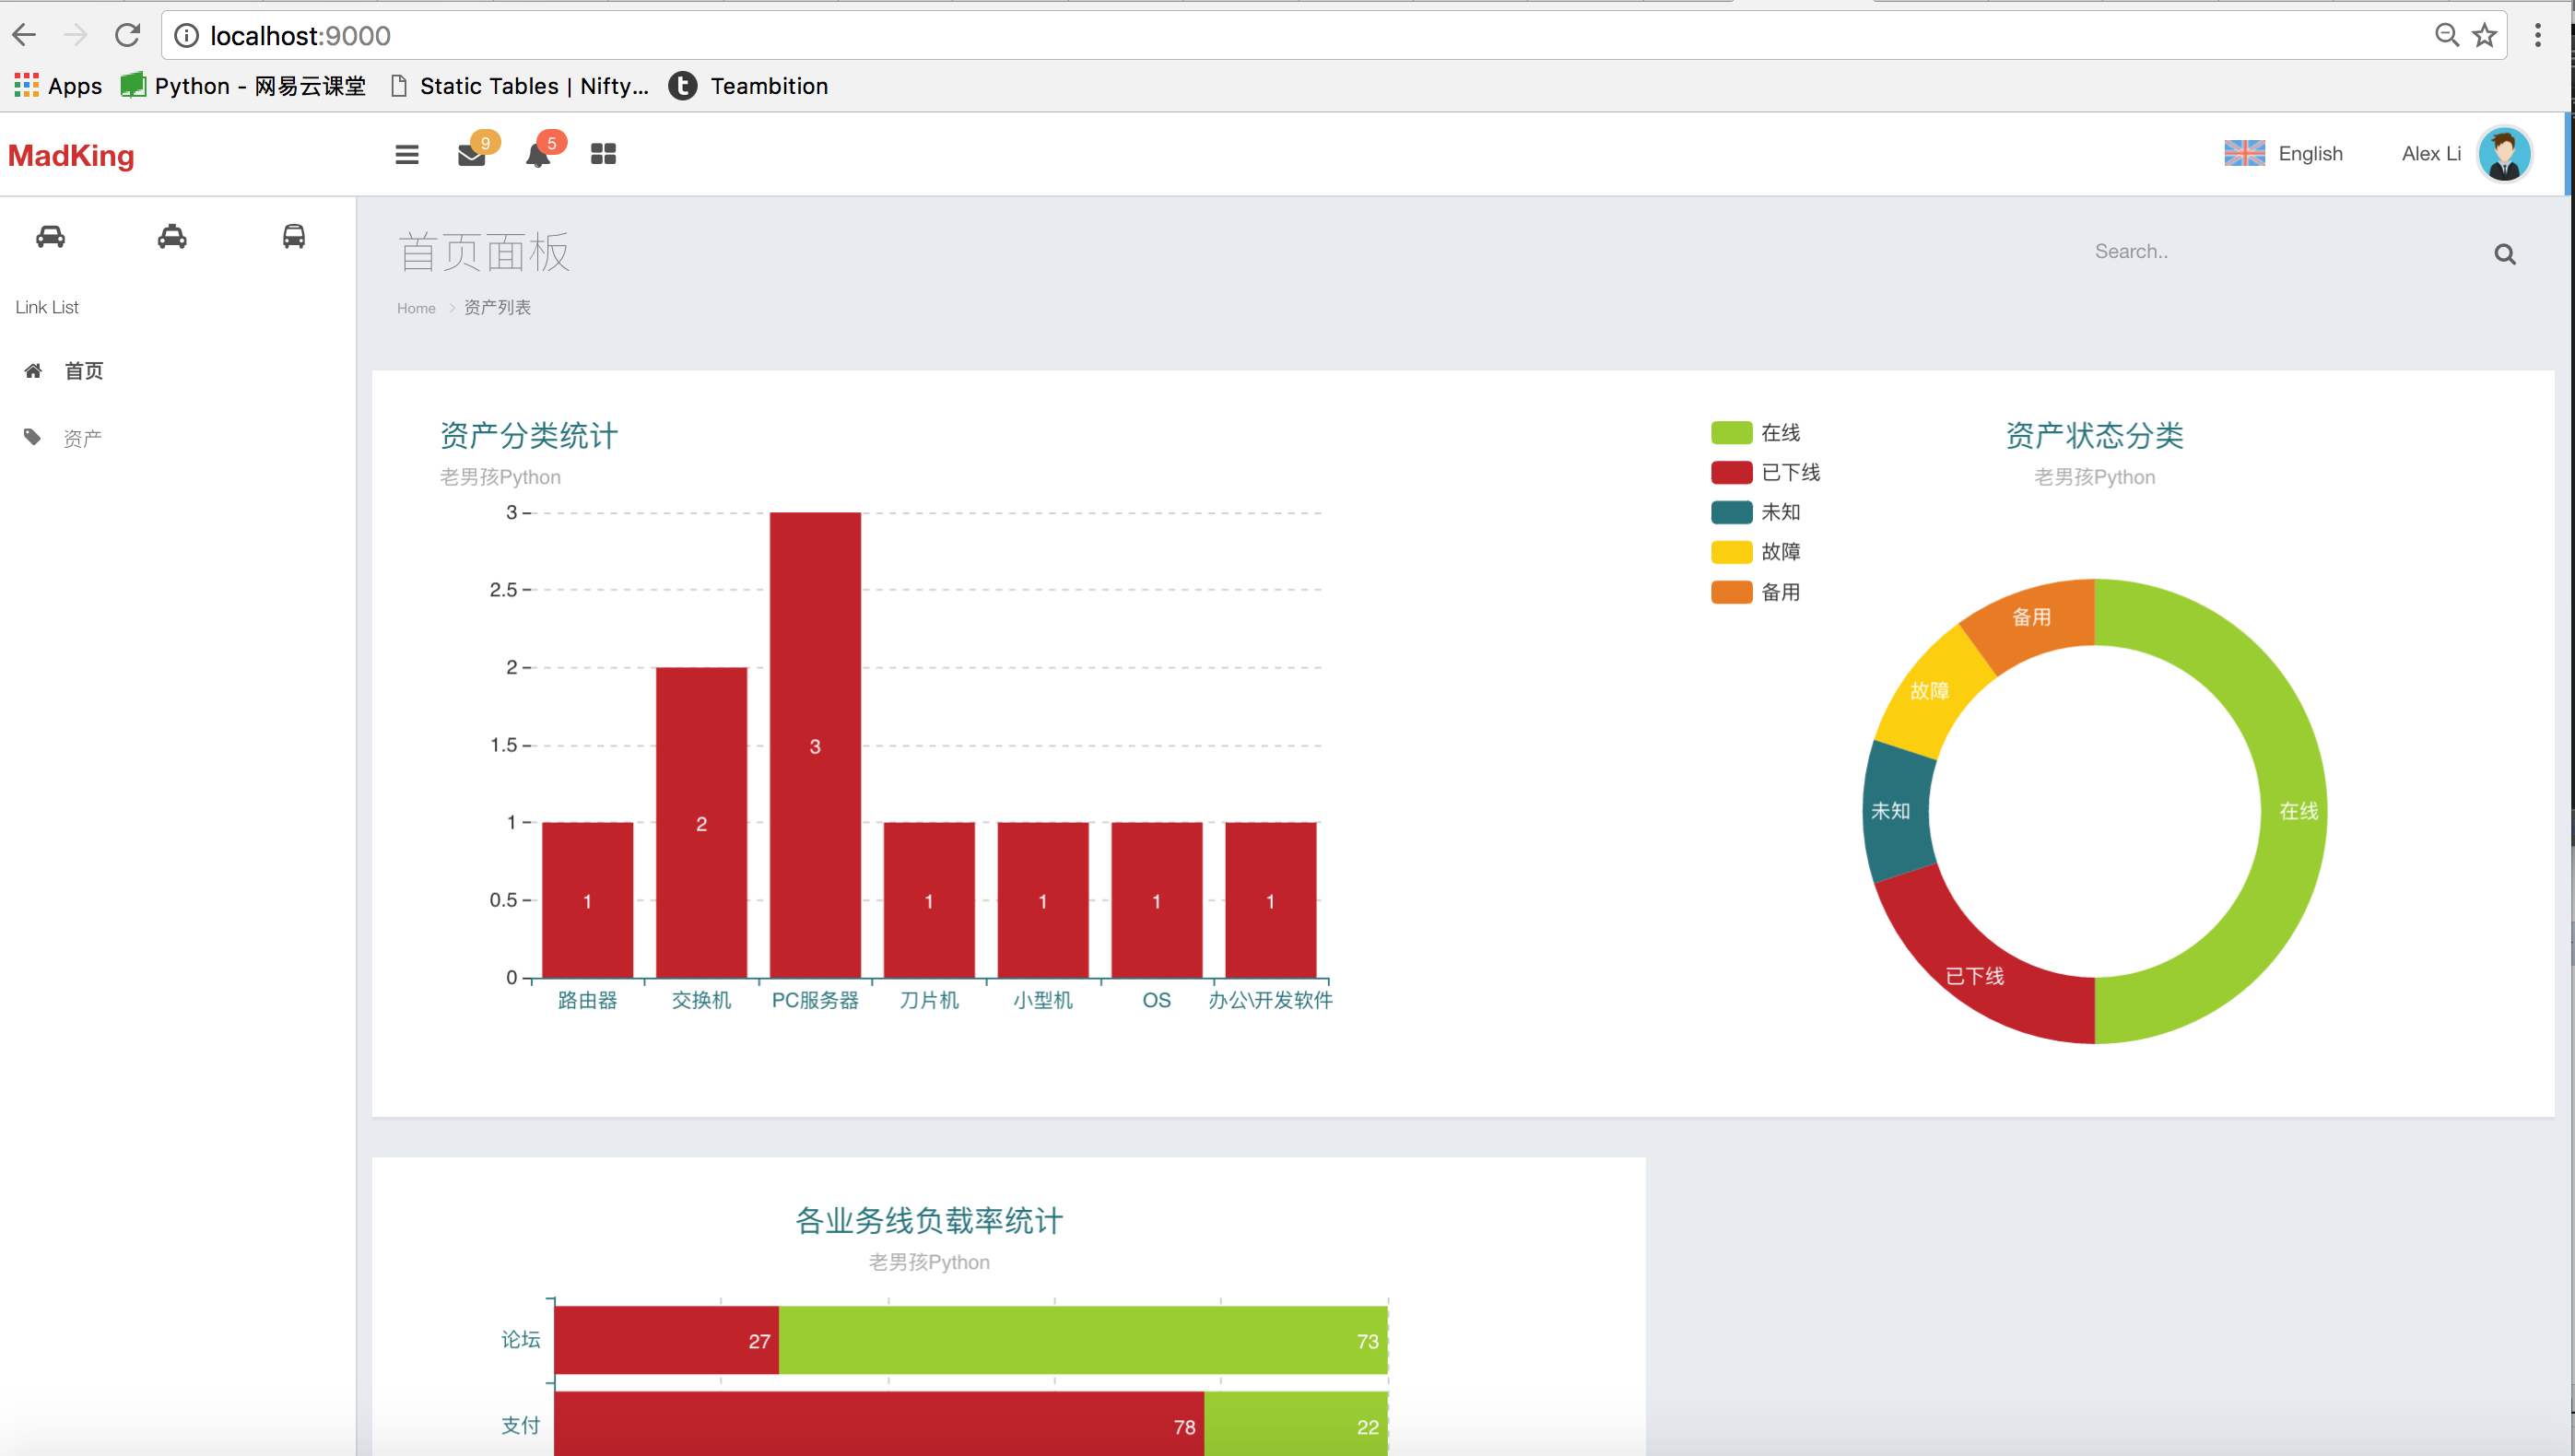 localhost:9000
Apps Python - 网易云课堂 Static Tables | Nifty... Teambition
MadKing 9 5 English Alex Li
Link List
首页
资产
首页面板
Search..
Home > 资产列表
资产分类统计
老男孩Python
3
2.5
2
1.5
1
0.5
0
1
2
3
1
1
1
1
路由器 交换机 PC服务器 刀片机 小型机 OS 办公\开发软件
在线
已下线
未知
故障
备用
资产状态分类
老男孩Python
备用
故障
未知
在线
已下线
各业务线负载率统计
老男孩Python
论坛 27 73
支付 78 22